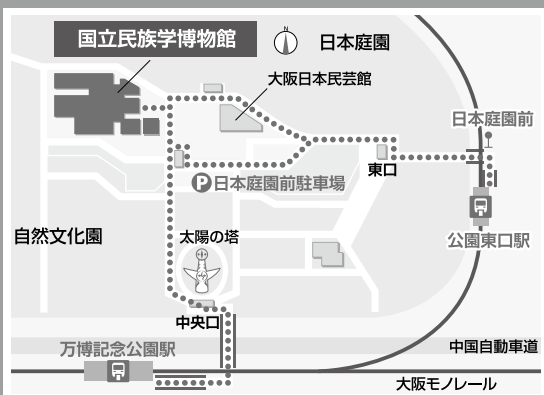 国立民族学博物館
N
日本庭園
大阪日本民芸館
日本庭園前
東口
P日本庭園前駐車場
公園東口駅
自然文化園
太陽の塔
中央口
万博記念公園駅
中国自動車道
大阪モノレール